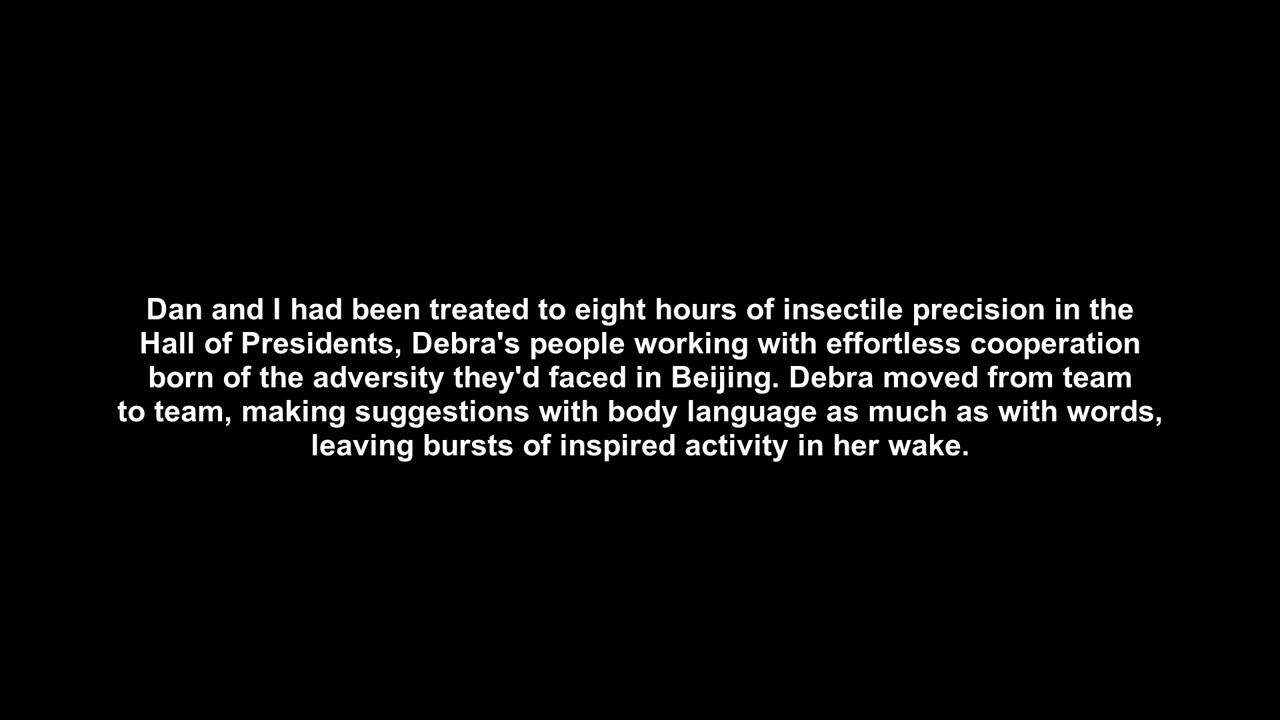 Dan and I had been treated to eight hours of insectile precision in the
Hall of Presidents, Debra's people working with effortless cooperation
born of the adversity they'd faced in Beijing. Debra moved from team
to team, making suggestions with body language as much as with words,
leaving bursts of inspired activity in her wake.